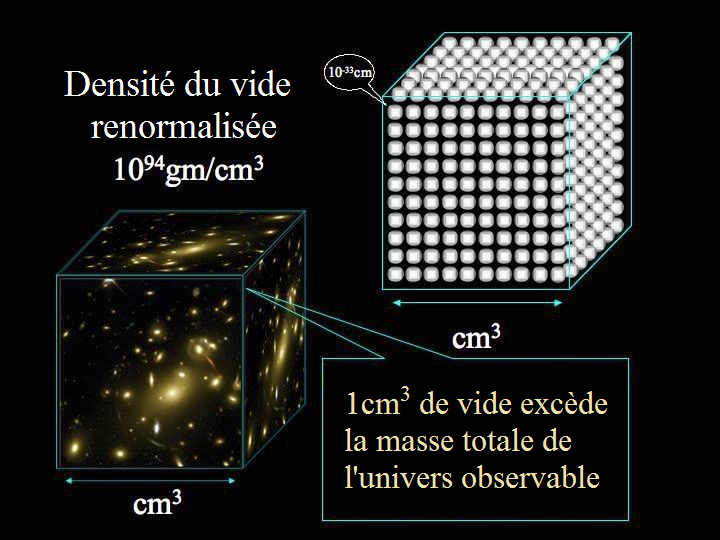 Densité du vide
renormalisée
10⁹⁴gm/cm³
10⁻³³cm
cm³
1cm³ de vide excède
la masse totale de
l'univers observable
cm³